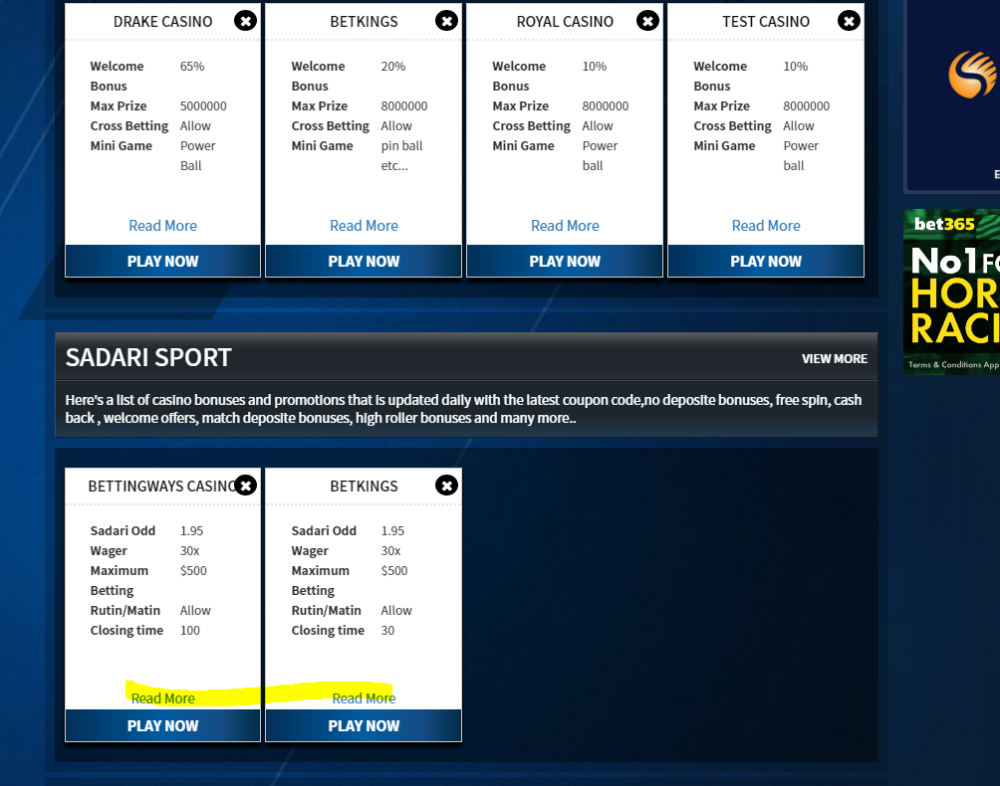 DRAKE CASINO
Welcome Bonus 65%
Max Prize 5000000
Cross Betting Allow
Mini Game Power Ball
Read More
PLAY NOW
BETKINGS
Welcome Bonus 20%
Max Prize 8000000
Cross Betting Allow
Mini Game pin ball etc...
Read More
PLAY NOW
ROYAL CASINO
Welcome Bonus 10%
Max Prize 8000000
Cross Betting Allow
Mini Game Power ball
Read More
PLAY NOW
TEST CASINO
Welcome Bonus 10%
Max Prize 8000000
Cross Betting Allow
Mini Game Power ball
Read More
PLAY NOW
SADARI SPORT
VIEW MORE
Here's a list of casino bonuses and promotions that is updated daily with the latest coupon code,no deposite bonuses, free spin, cash
back , welcome offers, match deposite bonuses, high roller bonuses and many more..
BETTINGWAYS CASINO
Sadari Odd 1.95
Wager 30x
Maximum Betting $500
Rutin/Matin Allow
Closing time 100
Read More
PLAY NOW
BETKINGS
Sadari Odd 1.95
Wager 30x
Maximum Betting $500
Rutin/Matin Allow
Closing time 30
Read More
PLAY NOW
E
bet365
No1 FO
HOR
RACI
Terms & Conditions App